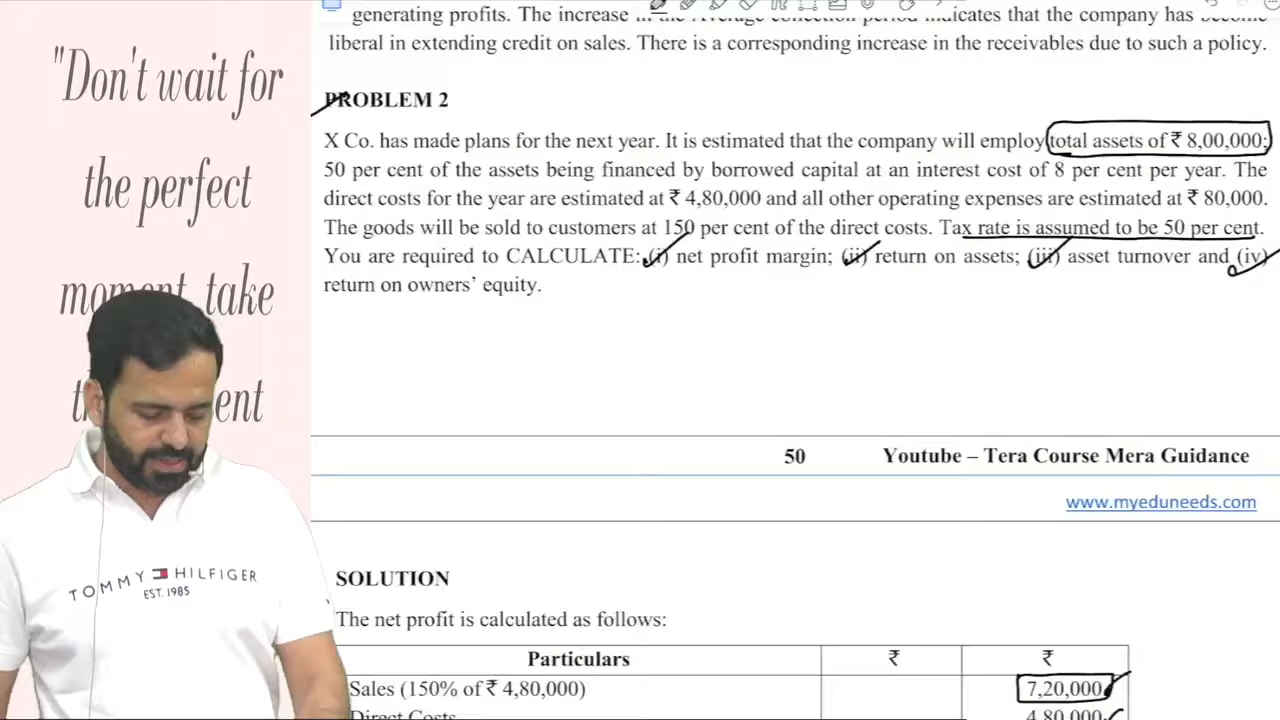 "Don't wait for
the perfect
moment, take
ent
generating profits. The increase in the Average collection period indicates that the company has become
liberal in extending credit on sales. There is a corresponding increase in the receivables due to such a policy.
PROBLEM 2
X Co. has made plans for the next year. It is estimated that the company will employ total assets of ₹ 8,00,000;
50 per cent of the assets being financed by borrowed capital at an interest cost of 8 per cent per year. The
direct costs for the year are estimated at ₹ 4,80,000 and all other operating expenses are estimated at ₹ 80,000.
The goods will be sold to customers at 150 per cent of the direct costs. Tax rate is assumed to be 50 per cent.
You are required to CALCULATE: (i) net profit margin; (ii) return on assets; (iii) asset turnover and (iv)
return on owners' equity.
50 Youtube – Tera Course Mera Guidance
www.myeduneeds.com
SOLUTION
The net profit is calculated as follows:
Particulars ₹ ₹
Sales (150% of ₹ 4,80,000) 7,20,000
Direct Costs 4,80,000
TOMMY HILFIGER
EST. 1985